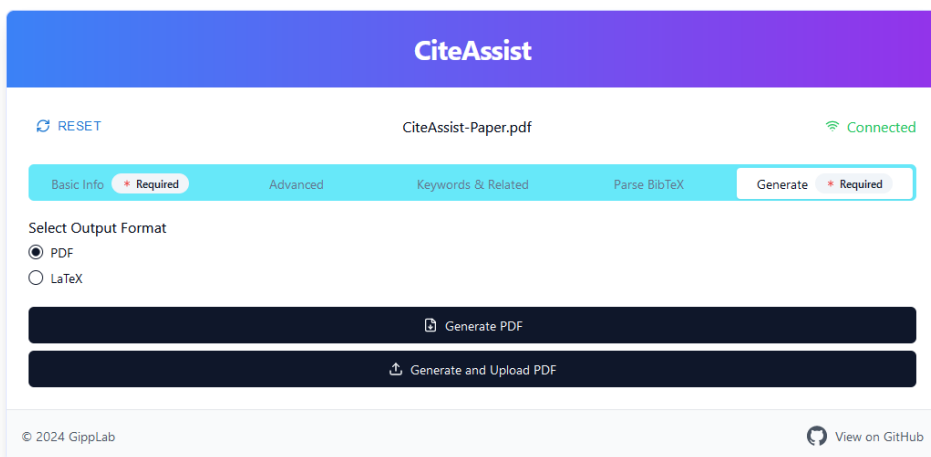 CiteAssist
RESET
CiteAssist-Paper.pdf
Connected
Basic Info * Required
Advanced
Keywords & Related
Parse BibTeX
Generate * Required
Select Output Format
PDF
LaTeX
Generate PDF
Generate and Upload PDF
© 2024 GippLab
View on GitHub